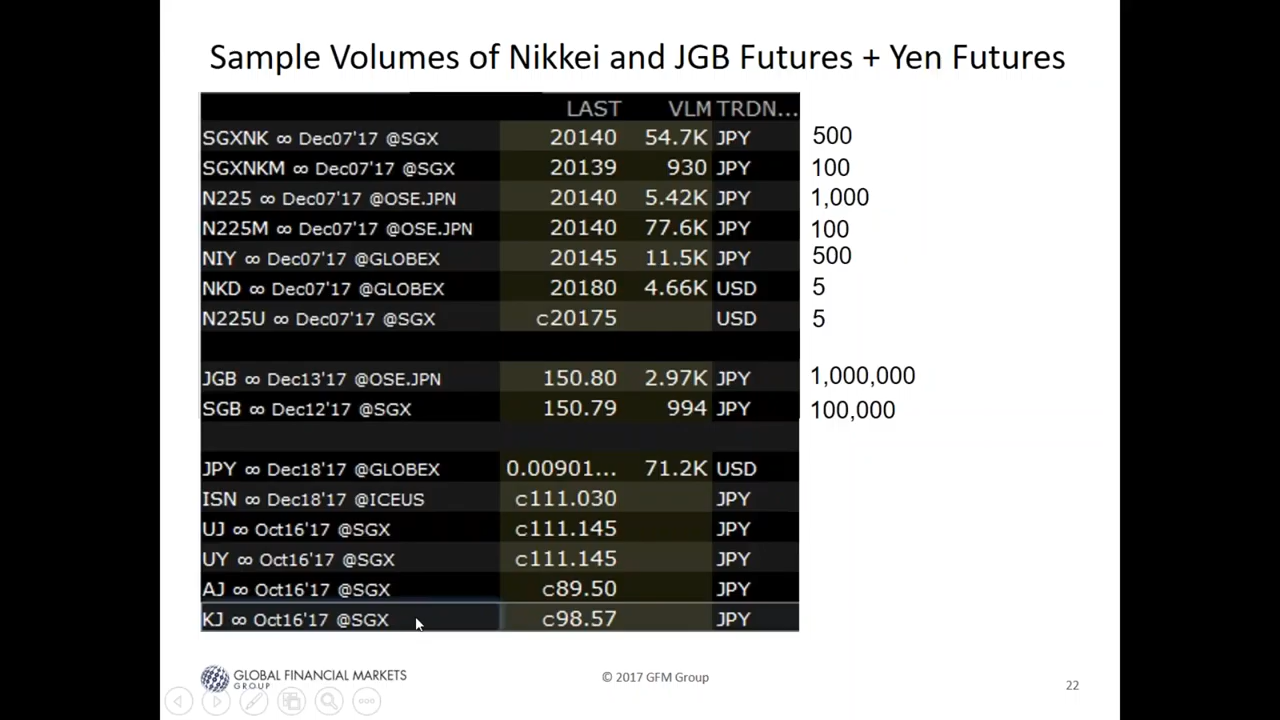 Sample Volumes of Nikkei and JGB Futures + Yen Futures
LAST VLM TRDN...
SGXNK ∞ Dec07'17 @SGX 20140 54.7K JPY 500
SGXNKM ∞ Dec07'17 @SGX 20139 930 JPY 100
N225 ∞ Dec07'17 @OSE.JPN 20140 5.42K JPY 1,000
N225M ∞ Dec07'17 @OSE.JPN 20140 77.6K JPY 100
NIY ∞ Dec07'17 @GLOBEX 20145 11.5K JPY 500
NKD ∞ Dec07'17 @GLOBEX 20180 4.66K USD 5
N225U ∞ Dec07'17 @SGX c20175 USD 5
JGB ∞ Dec13'17 @OSE.JPN 150.80 2.97K JPY 1,000,000
SGB ∞ Dec12'17 @SGX 150.79 994 JPY 100,000
JPY ∞ Dec18'17 @GLOBEX 0.00901... 71.2K USD
ISN ∞ Dec18'17 @ICEUS c111.030 JPY
UJ ∞ Oct16'17 @SGX c111.145 JPY
UY ∞ Oct16'17 @SGX c111.145 JPY
AJ ∞ Oct16'17 @SGX c89.50 JPY
KJ ∞ Oct16'17 @SGX c98.57 JPY
GLOBAL FINANCIAL MARKETS
GROUP
© 2017 GFM Group
22